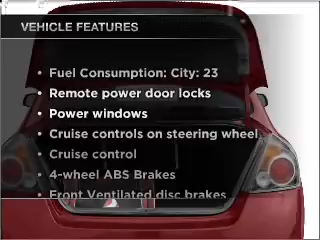 VEHICLE FEATURES
• Fuel Consumption: City: 23
• Remote power door locks
• Power windows
• Cruise controls on steering wheel
• Cruise control
• 4-wheel ABS Brakes
• Front Ventilated disc brakes